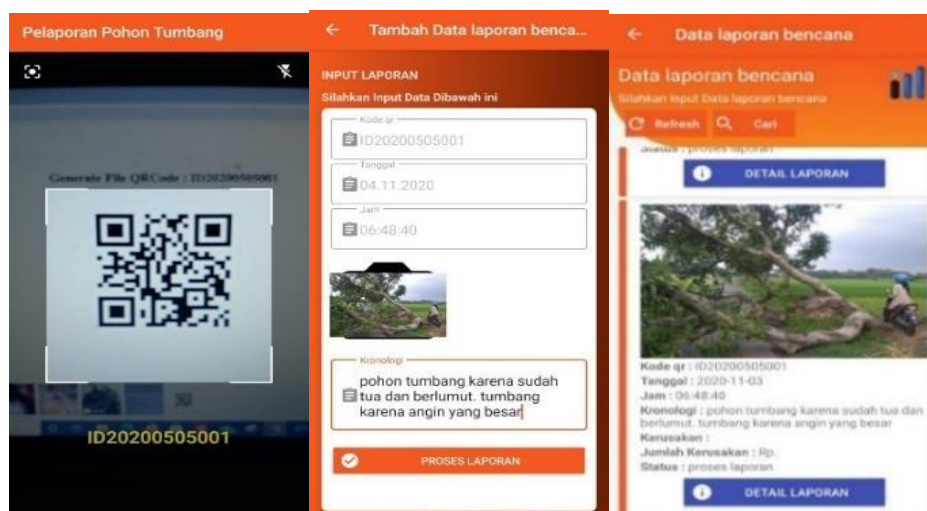 Pelaporan Pohon Tumbang
Generate File QRCode : ID20200505001
ID20200505001
Tambah Data laporan benca...
INPUT LAPORAN
Silahkan Input Data Dibawah ini
Kode qr
ID20200505001
Tanggal
04.11.2020
Jam
06:48:40
Kronologi
pohon tumbang karena sudah
tua dan berlumut. tumbang
karena angin yang besar
PROSES LAPORAN
Data laporan bencana
Data laporan bencana
Silahkan Input Data laporan bencana
Refresh
Cari
Status : proses laporan
DETAIL LAPORAN
Kode qr : ID20200505001
Tanggal : 2020-11-03
Jam : 06:48:40
Kronologi : pohon tumbang karena sudah tua dan
berlumut. tumbang karena angin yang besar
Kerusakan :
Jumlah Kerusakan : Rp.
Status : proses laporan
DETAIL LAPORAN